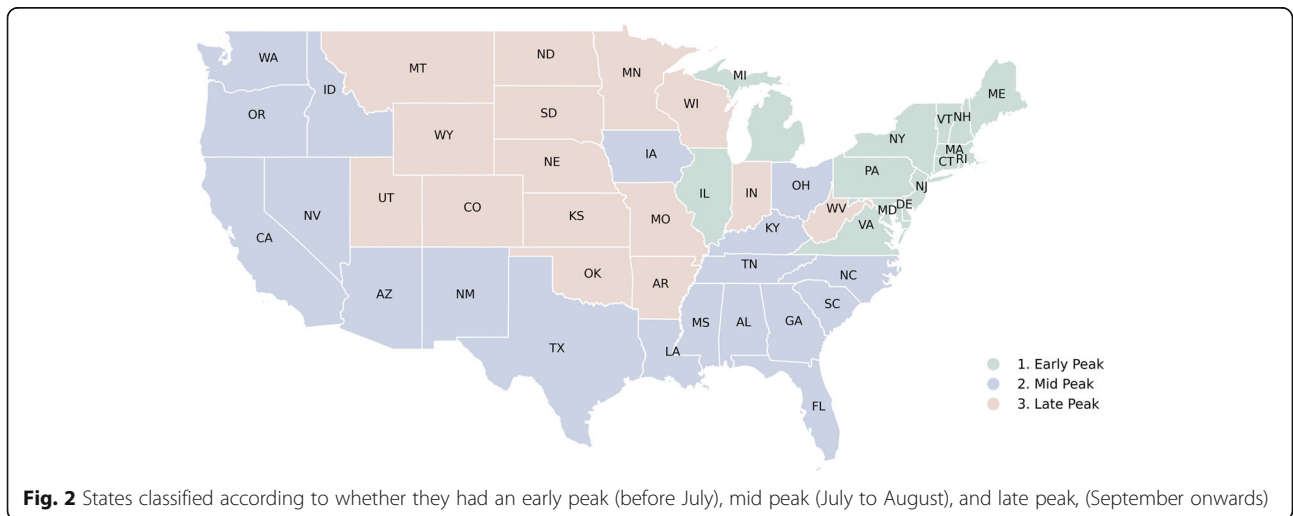 WA
MT
ND
MN
MI
ME
ID
OR
WY
SD
WI
VT
NH
NY
MA
CT
RI
NE
IA
PA
NJ
NV
UT
CO
KS
MO
IL
IN
OH
WV
MD
DE
VA
KY
CA
AZ
NM
OK
AR
TN
NC
SC
TX
LA
MS
AL
GA
FL
1. Early Peak
2. Mid Peak
3. Late Peak
Fig. 2 States classified according to whether they had an early peak (before July), mid peak (July to August), and late peak, (September onwards)